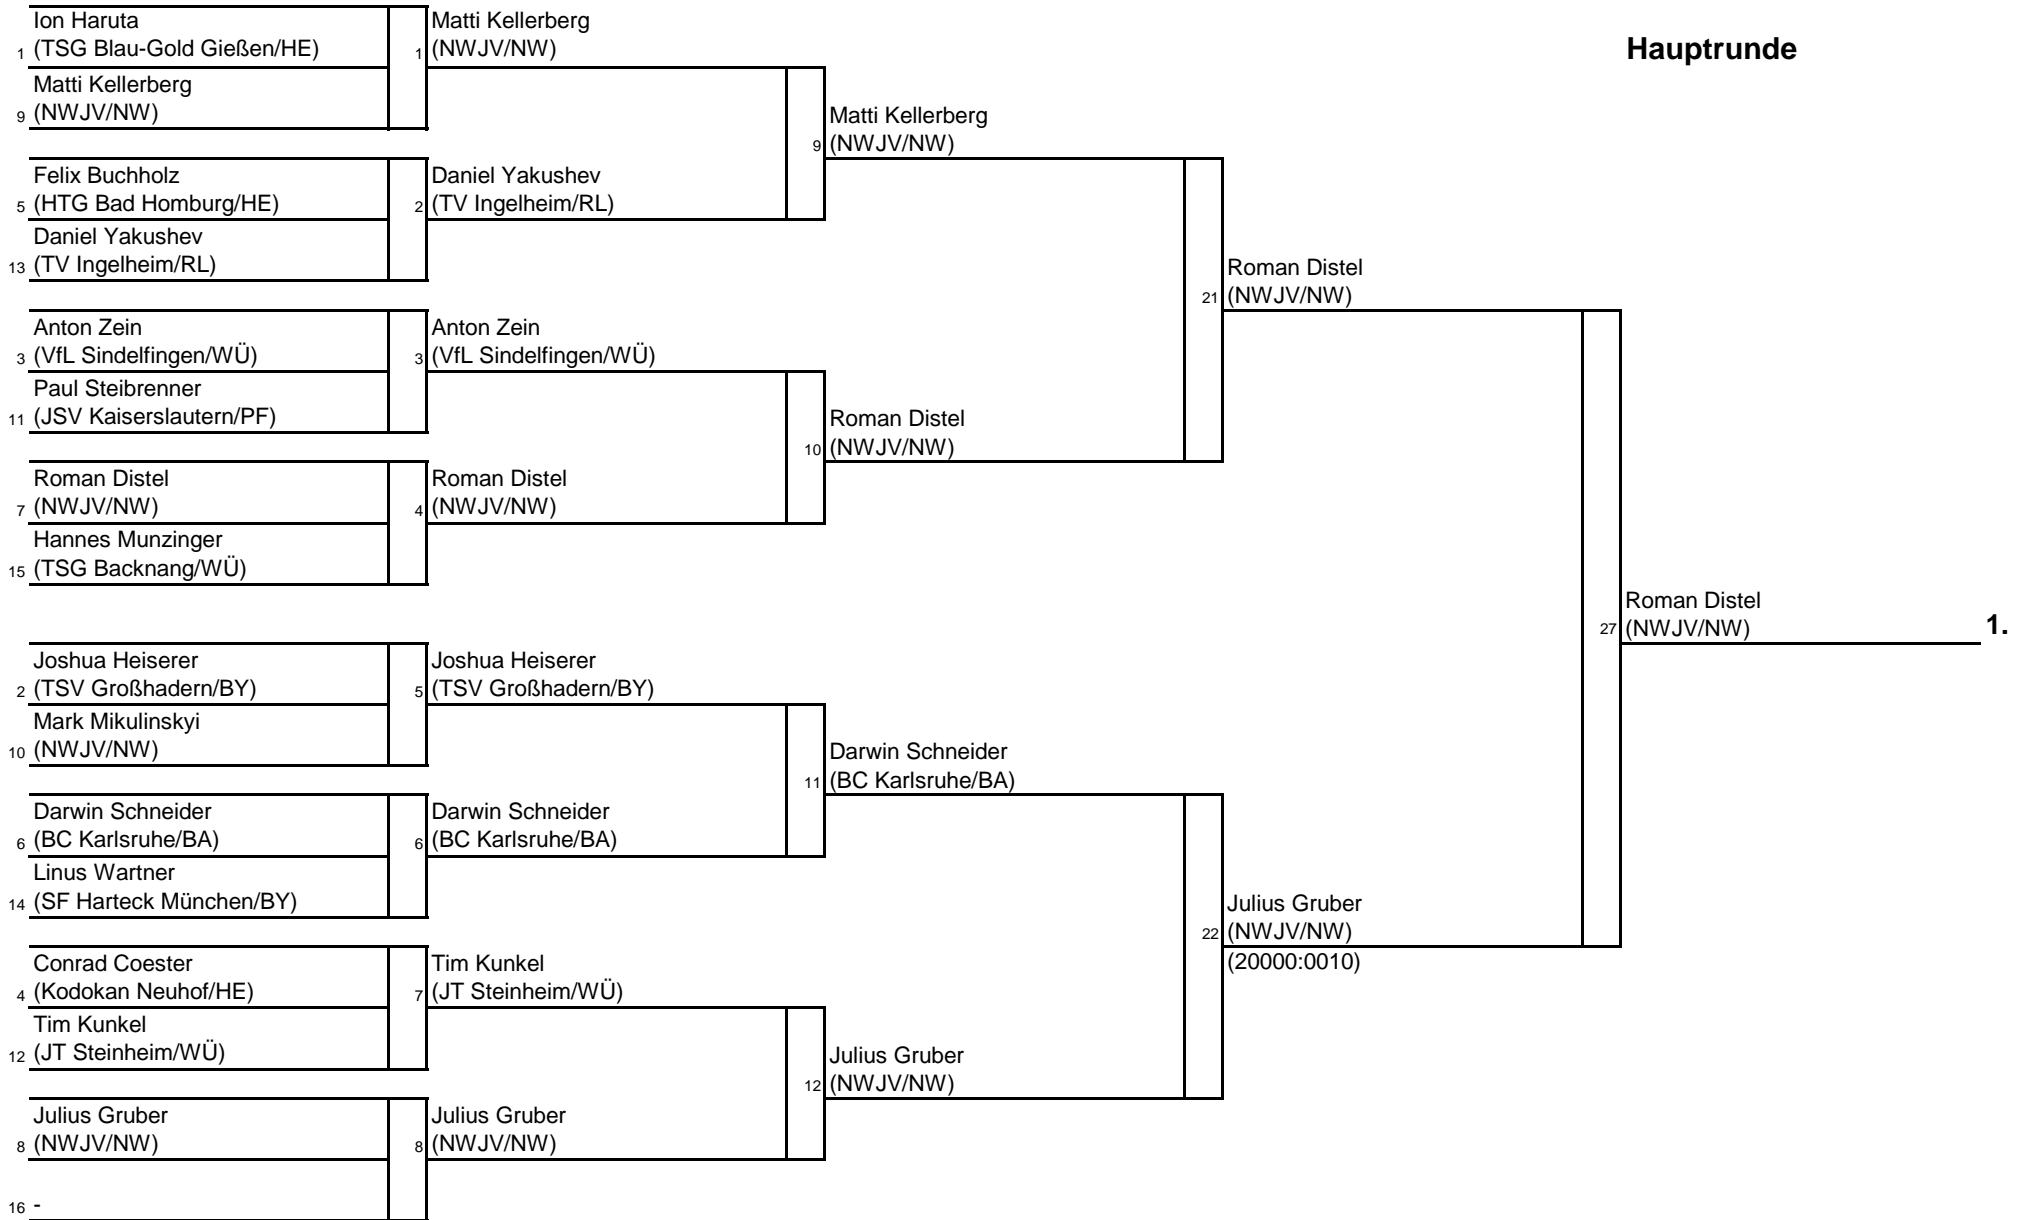 Hauptrunde
Ion Haruta
1 (TSG Blau-Gold Gießen/HE)
Matti Kellerberg
9 (NWJV/NW)
Felix Buchholz
5 (HTG Bad Homburg/HE)
Daniel Yakushev
13 (TV Ingelheim/RL)
Anton Zein
3 (VfL Sindelfingen/WÜ)
Paul Steibrenner
11 (JSV Kaiserslautern/PF)
Roman Distel
7 (NWJV/NW)
Hannes Munzinger
15 (TSG Backnang/WÜ)
Joshua Heiserer
2 (TSV Großhadern/BY)
Mark Mikulinskyi
10 (NWJV/NW)
Darwin Schneider
6 (BC Karlsruhe/BA)
Linus Wartner
14 (SF Harteck München/BY)
Conrad Coester
4 (Kodokan Neuhof/HE)
Tim Kunkel
12 (JT Steinheim/WÜ)
Julius Gruber
8 (NWJV/NW)
16 -
Matti Kellerberg
1 (NWJV/NW)
Daniel Yakushev
2 (TV Ingelheim/RL)
Anton Zein
3 (VfL Sindelfingen/WÜ)
Roman Distel
4 (NWJV/NW)
Joshua Heiserer
5 (TSV Großhadern/BY)
Darwin Schneider
6 (BC Karlsruhe/BA)
Tim Kunkel
7 (JT Steinheim/WÜ)
Julius Gruber
8 (NWJV/NW)
Matti Kellerberg
9 (NWJV/NW)
Roman Distel
10 (NWJV/NW)
Darwin Schneider
11 (BC Karlsruhe/BA)
Julius Gruber
12 (NWJV/NW)
Roman Distel
21 (NWJV/NW)
Julius Gruber
22 (NWJV/NW)
(20000:0010)
Roman Distel
27 (NWJV/NW)
1.